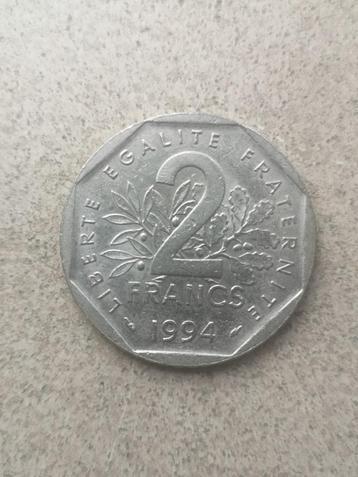 LIBERTE EGALITE FRATERNITE
2
FRANCS
1994